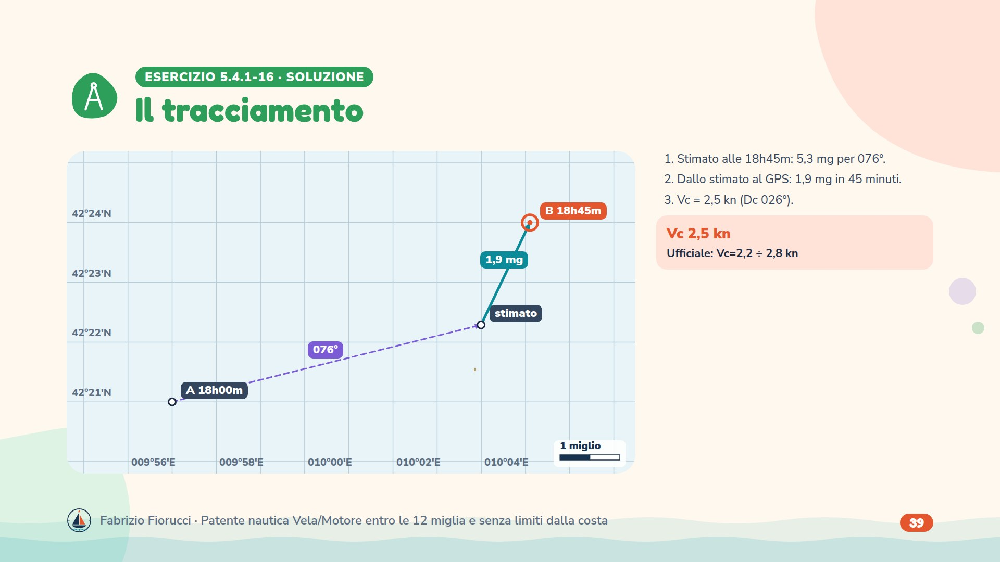 ESERCIZIO 5.4.1-16 · SOLUZIONE
Il tracciamento
42°24'N
42°23'N
42°22'N
42°21'N
009°56'E
009°58'E
010°00'E
010°02'E
010°04'E
B 18h45m
1,9 mg
stimato
076°
A 18h00m
1 miglio
1. Stimato alle 18h45m: 5,3 mg per 076°.
2. Dallo stimato al GPS: 1,9 mg in 45 minuti.
3. Vc = 2,5 kn (Dc 026°).
Vc 2,5 kn
Ufficiale: Vc=2,2 ÷ 2,8 kn
Fabrizio Fiorucci · Patente nautica Vela/Motore entro le 12 miglia e senza limiti dalla costa
39